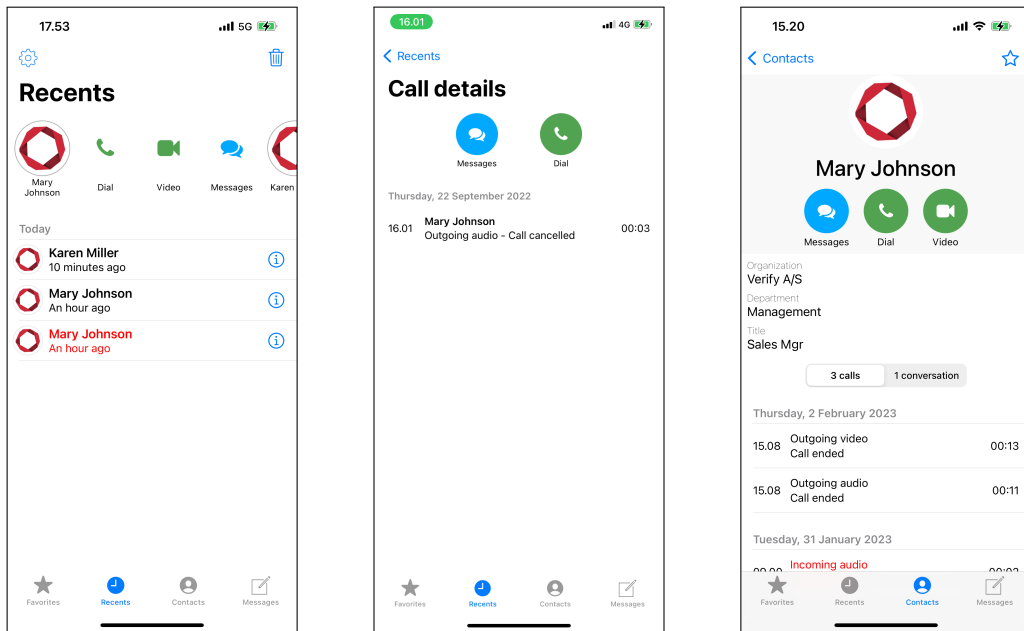 17.53
5G
Recents
Mary
Johnson
Dial
Video
Messages
Karen
Today
Karen Miller
10 minutes ago
Mary Johnson
An hour ago
Mary Johnson
An hour ago
Favorites
Recents
Contacts
Messages
16.01
4G
Recents
Call details
Messages
Dial
Thursday, 22 September 2022
16.01
Mary Johnson
Outgoing audio - Call cancelled
00:03
Favorites
Recents
Contacts
Messages
15.20
Contacts
Mary Johnson
Messages
Dial
Video
Organization
Verify A/S
Department
Management
Title
Sales Mgr
3 calls
1 conversation
Thursday, 2 February 2023
15.08
Outgoing video
Call ended
00:13
15.08
Outgoing audio
Call ended
00:11
Tuesday, 31 January 2023
Incoming audio
Favorites
Recents
Contacts
Messages